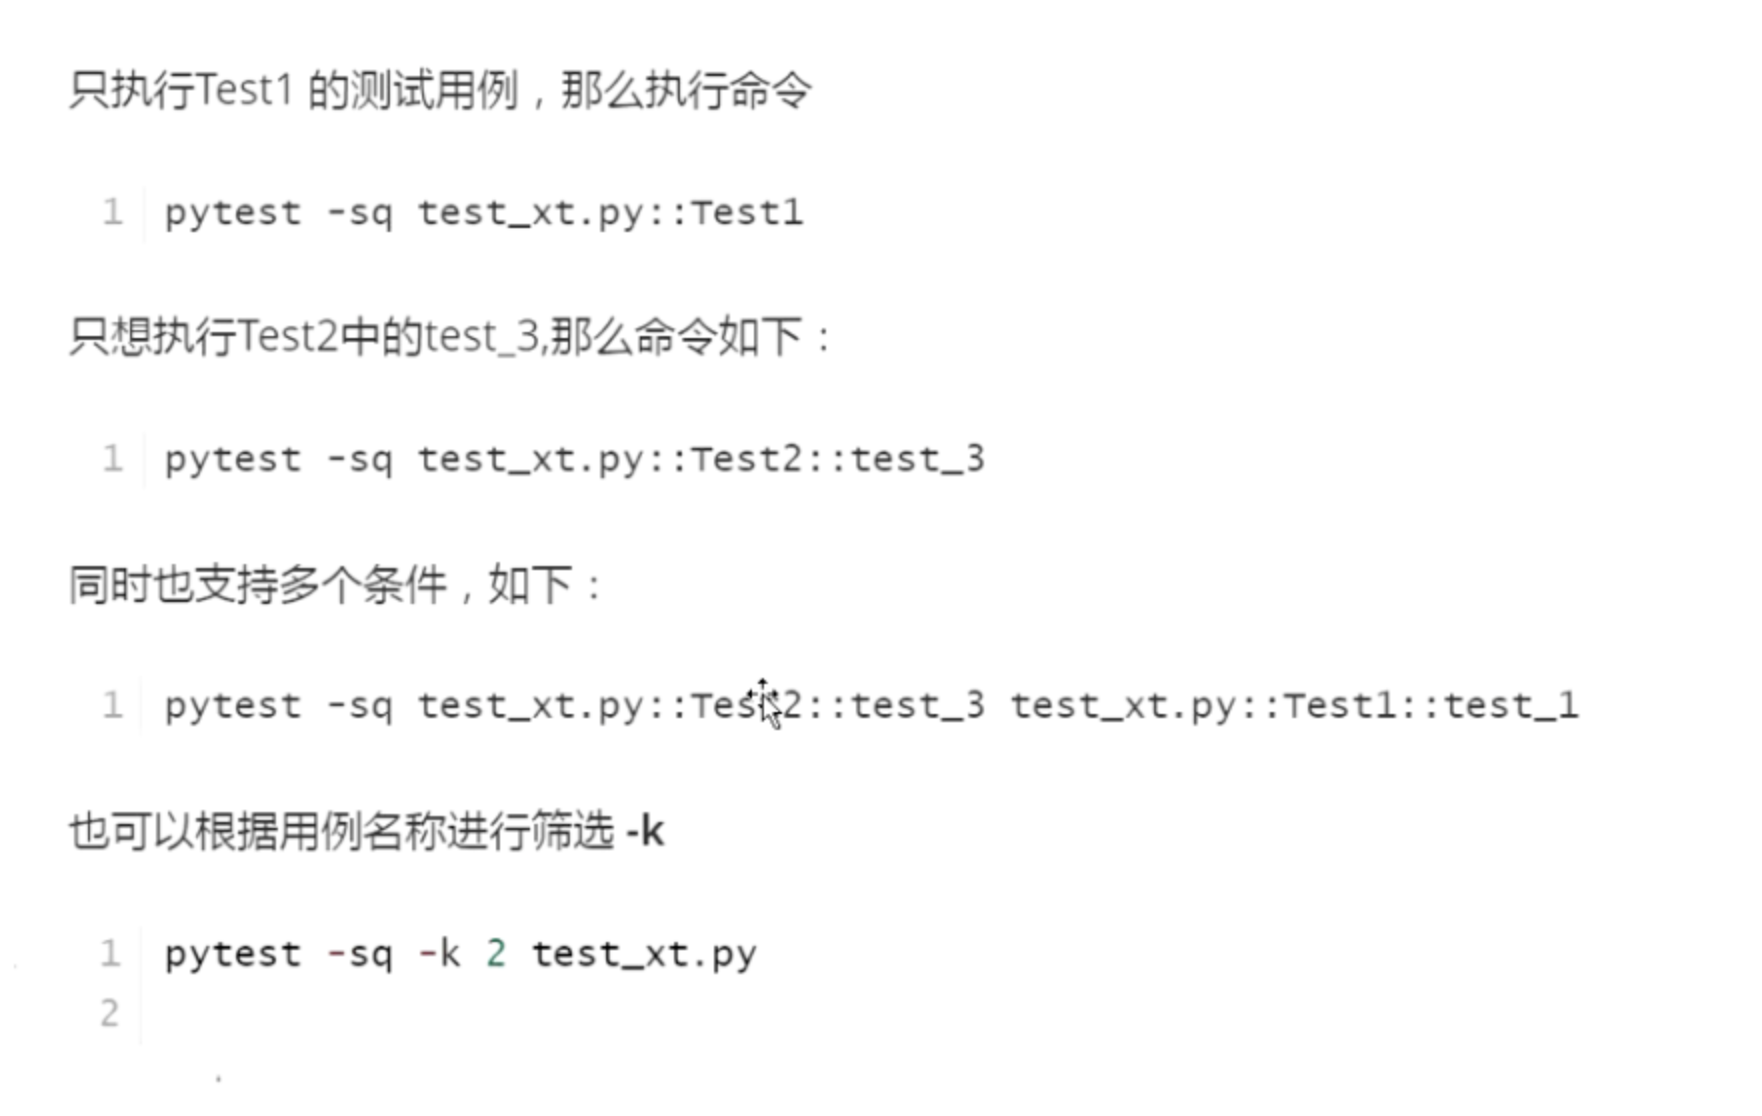 只执行Test1 的测试用例，那么执行命令
1 pytest -sq test_xt.py::Test1
只想执行Test2中的test_3,那么命令如下：
1 pytest -sq test_xt.py::Test2::test_3
同时也支持多个条件，如下：
1 pytest -sq test_xt.py::Test2::test_3 test_xt.py::Test1::test_1
也可以根据用例名称进行筛选 -k
1 pytest -sq -k 2 test_xt.py
2